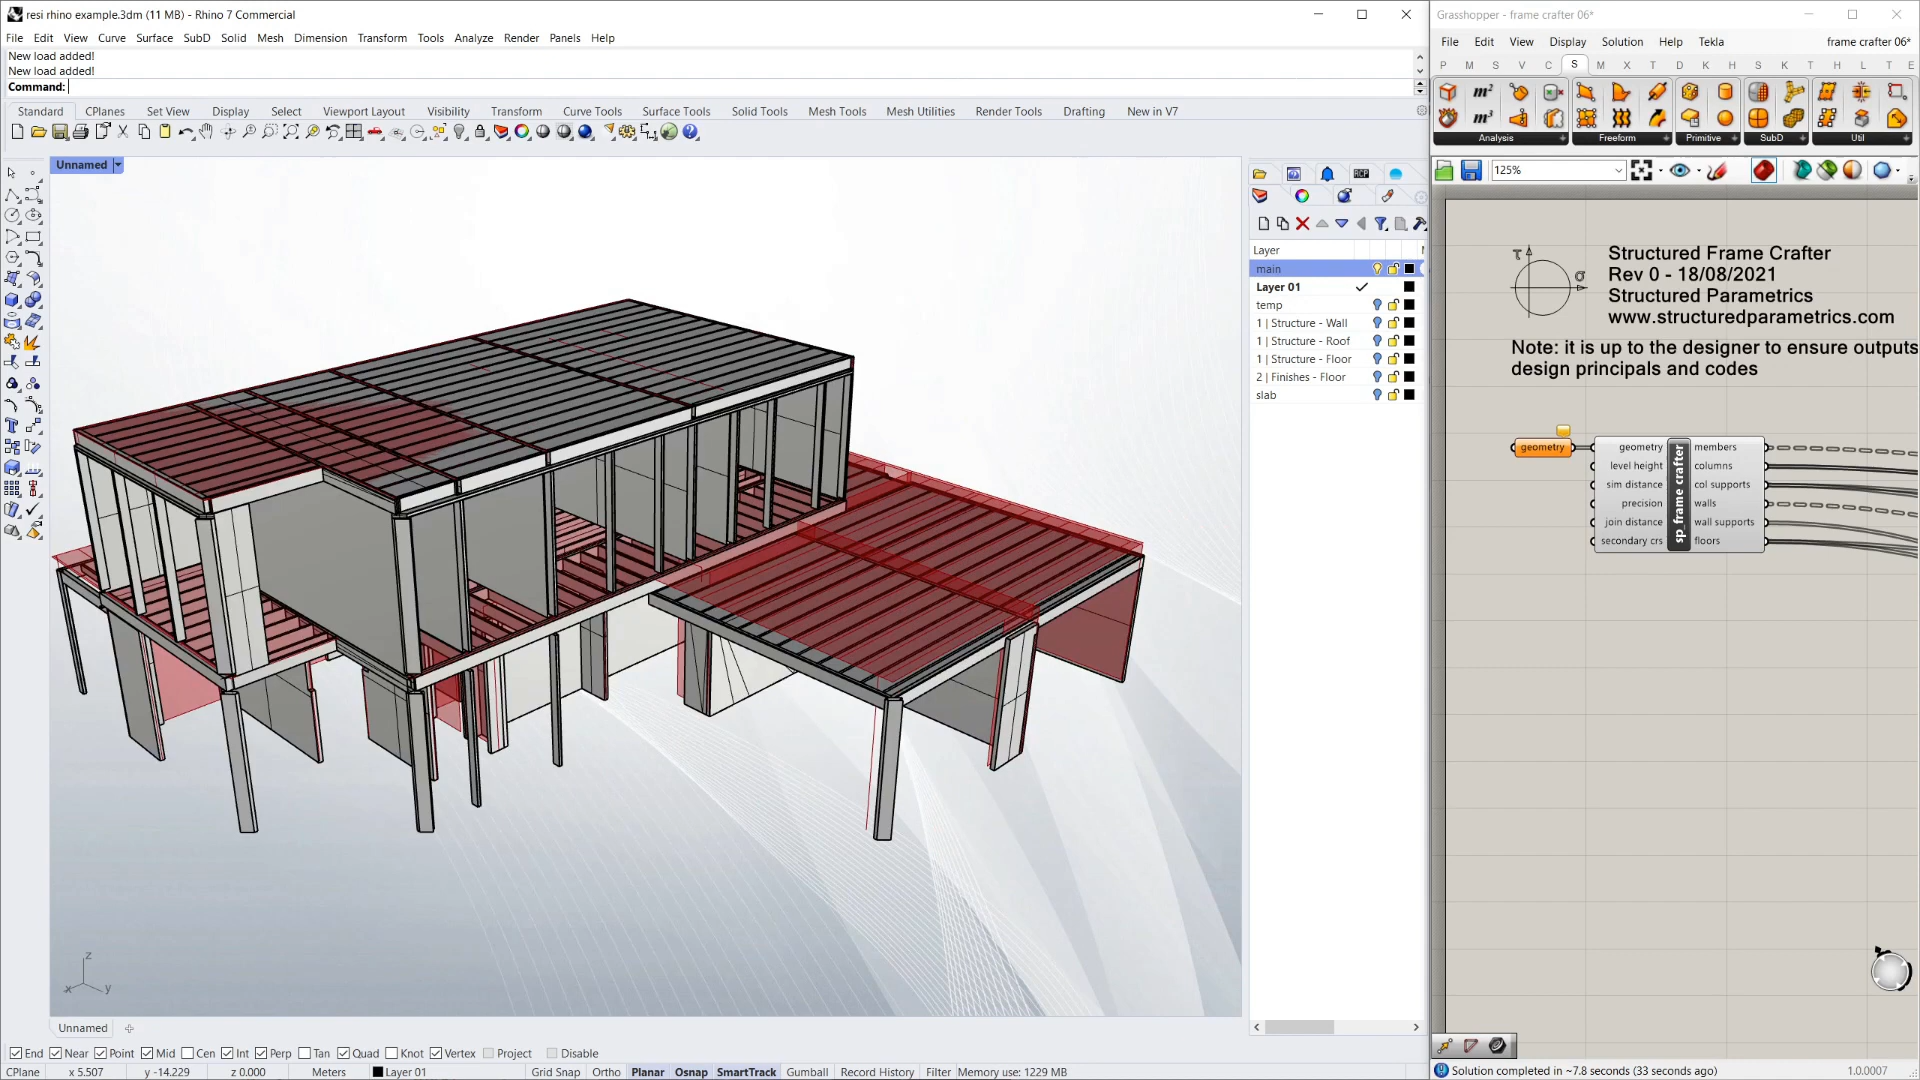 resi rhino example.3dm (11 MB) - Rhino 7 Commercial
File Edit View Curve Surface SubD Solid Mesh Dimension Transform Tools Analyze Render Panels Help
New load added!
New load added!
Command:
Standard CPlanes Set View Display Select Viewport Layout Visibility Transform Curve Tools Surface Tools Solid Tools Mesh Tools Mesh Utilities Render Tools Drafting New in V7
Unnamed
RCP
Layer
main
Layer 01
temp
1 | Structure - Wall
1 | Structure - Roof
1 | Structure - Floor
2 | Finishes - Floor
slab
z
x y
Unnamed
End Near Point Mid Cen Int Perp Tan Quad Knot Vertex Project Disable
CPlane x 5.507 y -14.229 z 0.000 Meters Layer 01 Grid Snap Ortho Planar Osnap SmartTrack Gumball Record History Filter Memory use: 1229 MB
Grasshopper - frame crafter 06*
File Edit View Display Solution Help Tekla frame crafter 06*
P M S V C S M X T D K H S K T H L T E
m² m³
Analysis Freeform Primitive SubD Util
125%
τ
σ
Structured Frame Crafter
Rev 0 - 18/08/2021
Structured Parametrics
www.structuredparametrics.com
Note: it is up to the designer to ensure outputs
design principals and codes
geometry
geometry
level height
sim distance
precision
join distance
secondary crs
sp_frame crafter
members
columns
col supports
walls
wall supports
floors
Solution completed in ~7.8 seconds (33 seconds ago) 1.0.0007